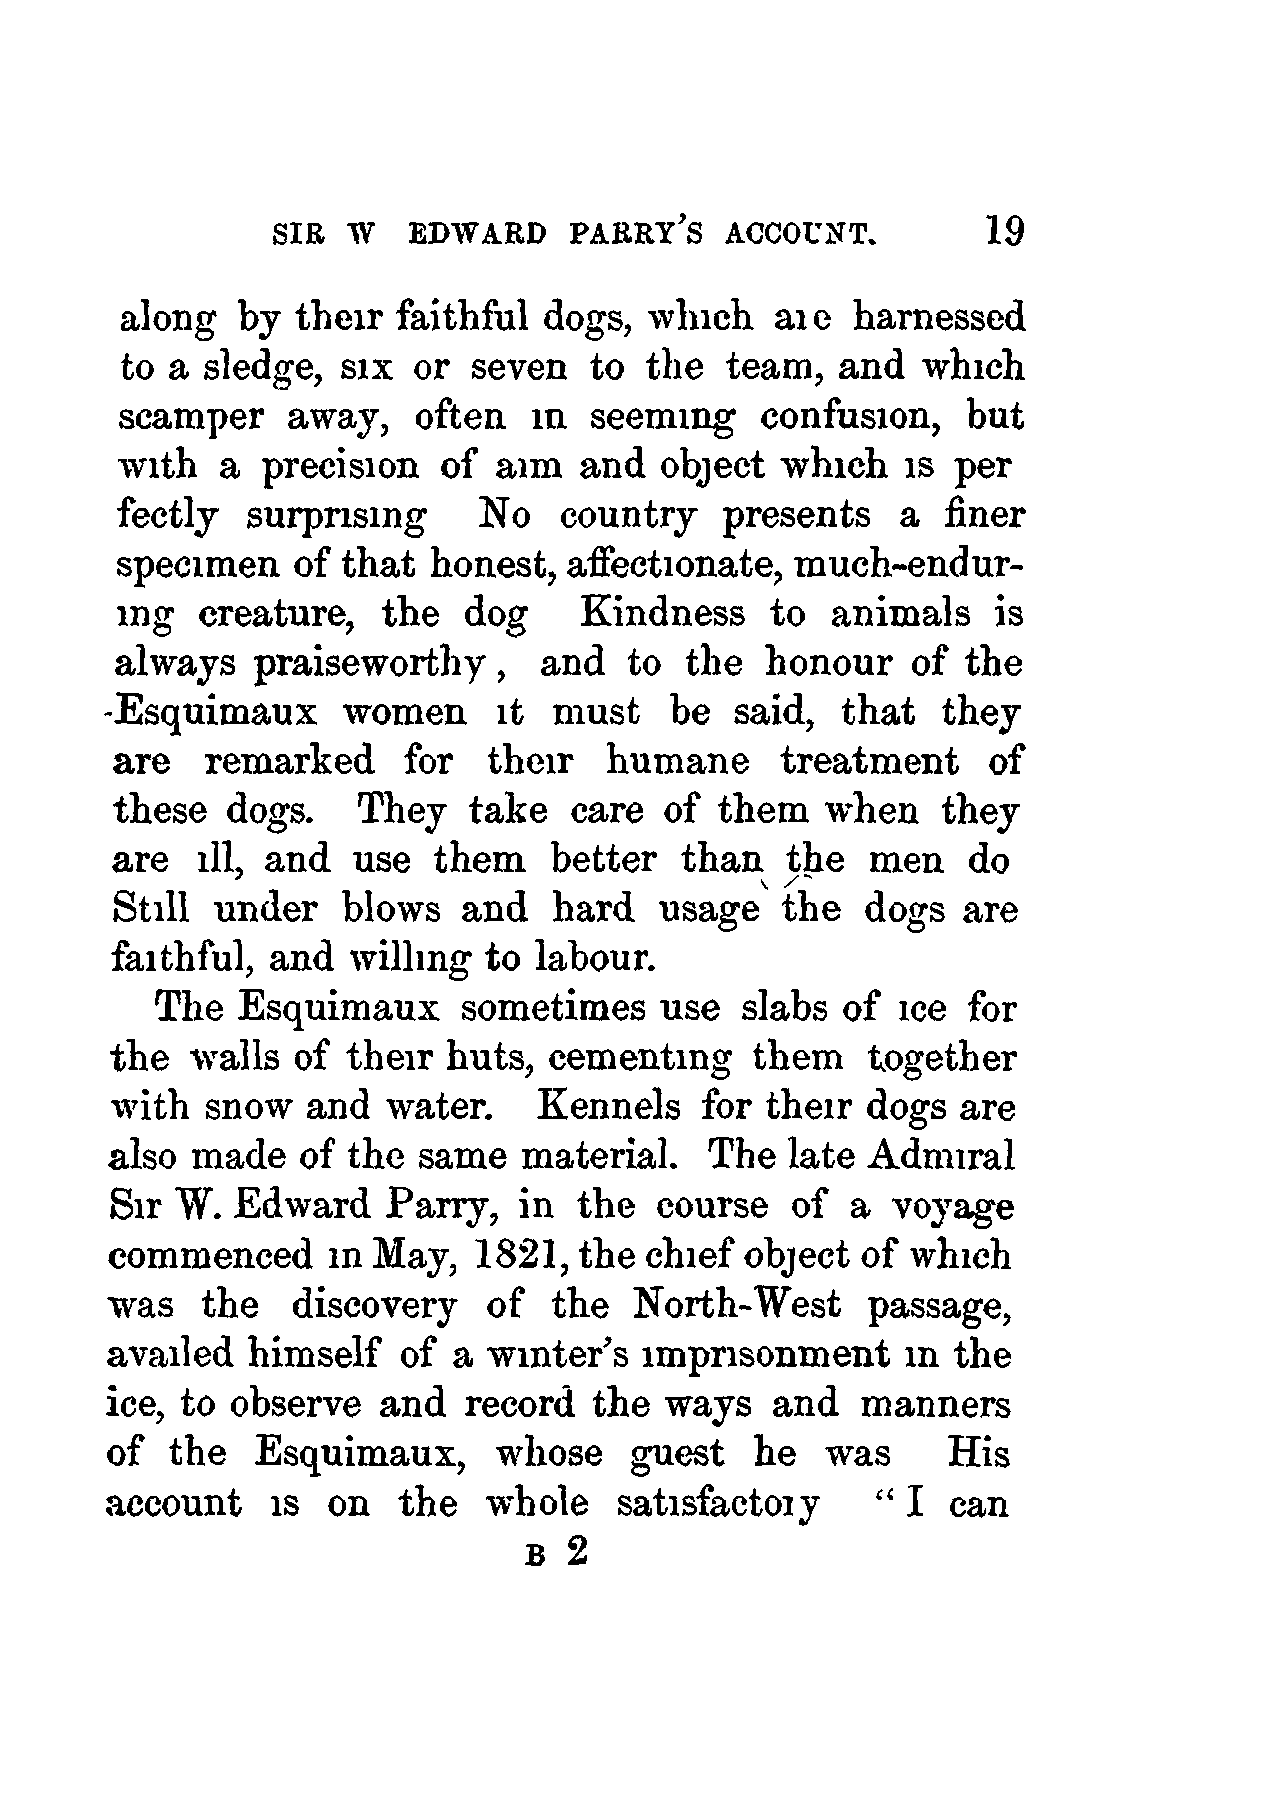 SIR W EDWARD PARRY'S ACCOUNT. 19
along by their faithful dogs, which are harnessed
to a sledge, six or seven to the team, and which
scamper away, often in seeming confusion, but
with a precision of aim and object which is per
fectly surprising No country presents a finer
specimen of that honest, affectionate, much-endur-
ing creature, the dog Kindness to animals is
always praiseworthy, and to the honour of the
Esquimaux women it must be said, that they
are remarked for their humane treatment of
these dogs. They take care of them when they
are ill, and use them better than the men do
Still under blows and hard usage the dogs are
faithful, and willing to labour.
The Esquimaux sometimes use slabs of ice for
the walls of their huts, cementing them together
with snow and water. Kennels for their dogs are
also made of the same material. The late Admiral
Sir W. Edward Parry, in the course of a voyage
commenced in May, 1821, the chief object of which
was the discovery of the North-West passage,
availed himself of a winter's imprisonment in the
ice, to observe and record the ways and manners
of the Esquimaux, whose guest he was His
account is on the whole satisfactory "I can
B 2